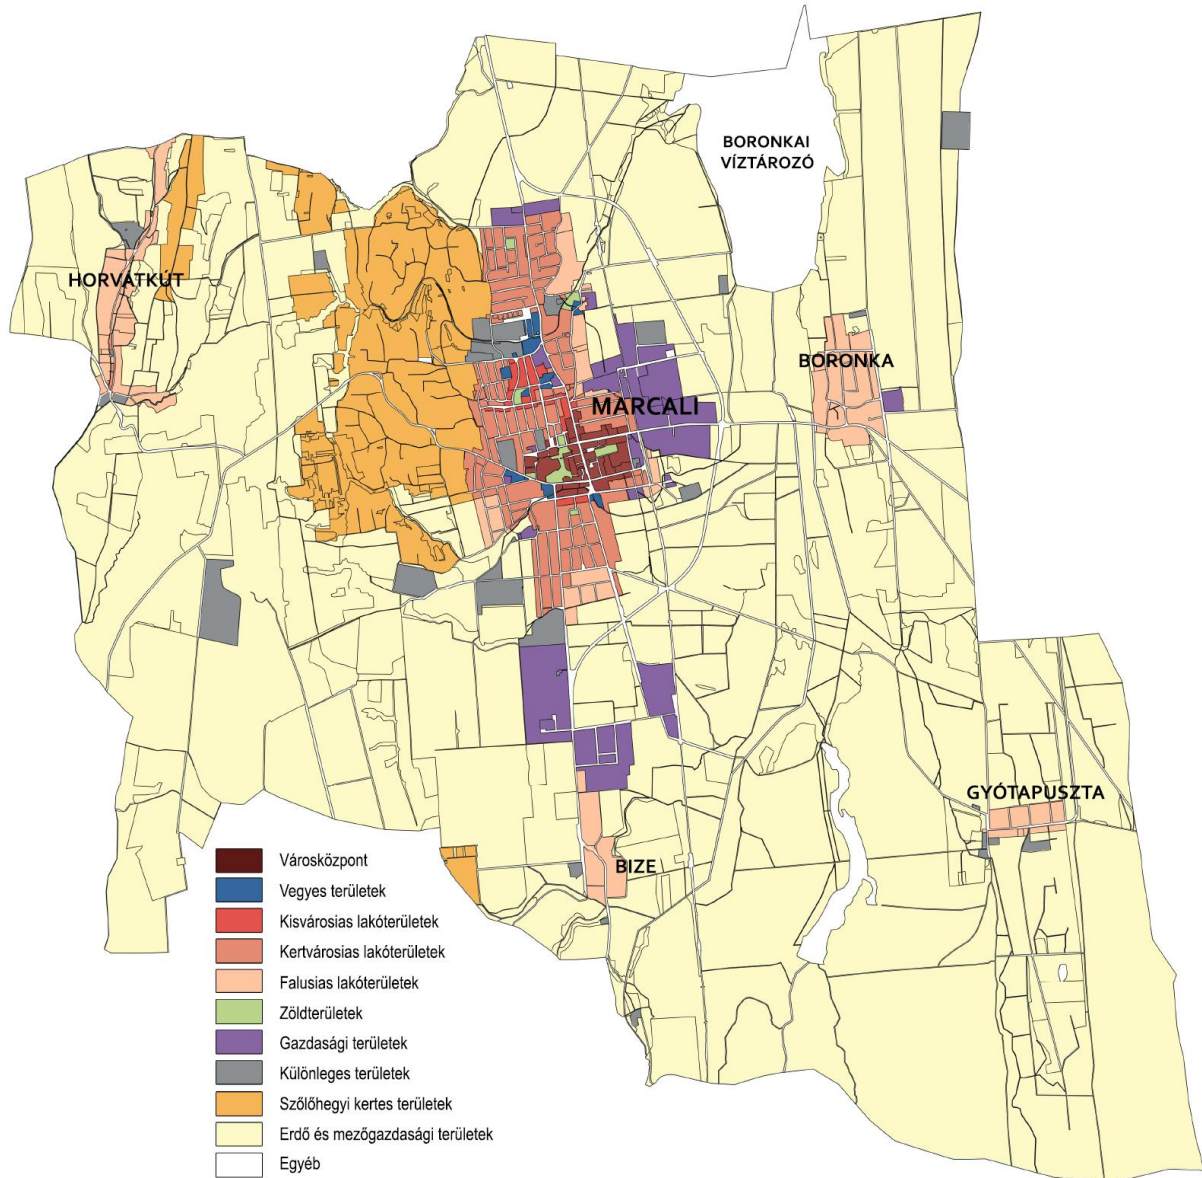 BORONKAI
VÍZTÁROZÓ
HORVATKÚT
BORONKA
MARCALI
GYÓTAPUSZTA
BIZE
Városközpont
Vegyes területek
Kisvárosias lakóterületek
Kertvárosias lakóterületek
Falusias lakóterületek
Zöldterületek
Gazdasági területek
Különleges területek
Szőlőhegyi kertes területek
Erdő és mezőgazdasági területek
Egyéb